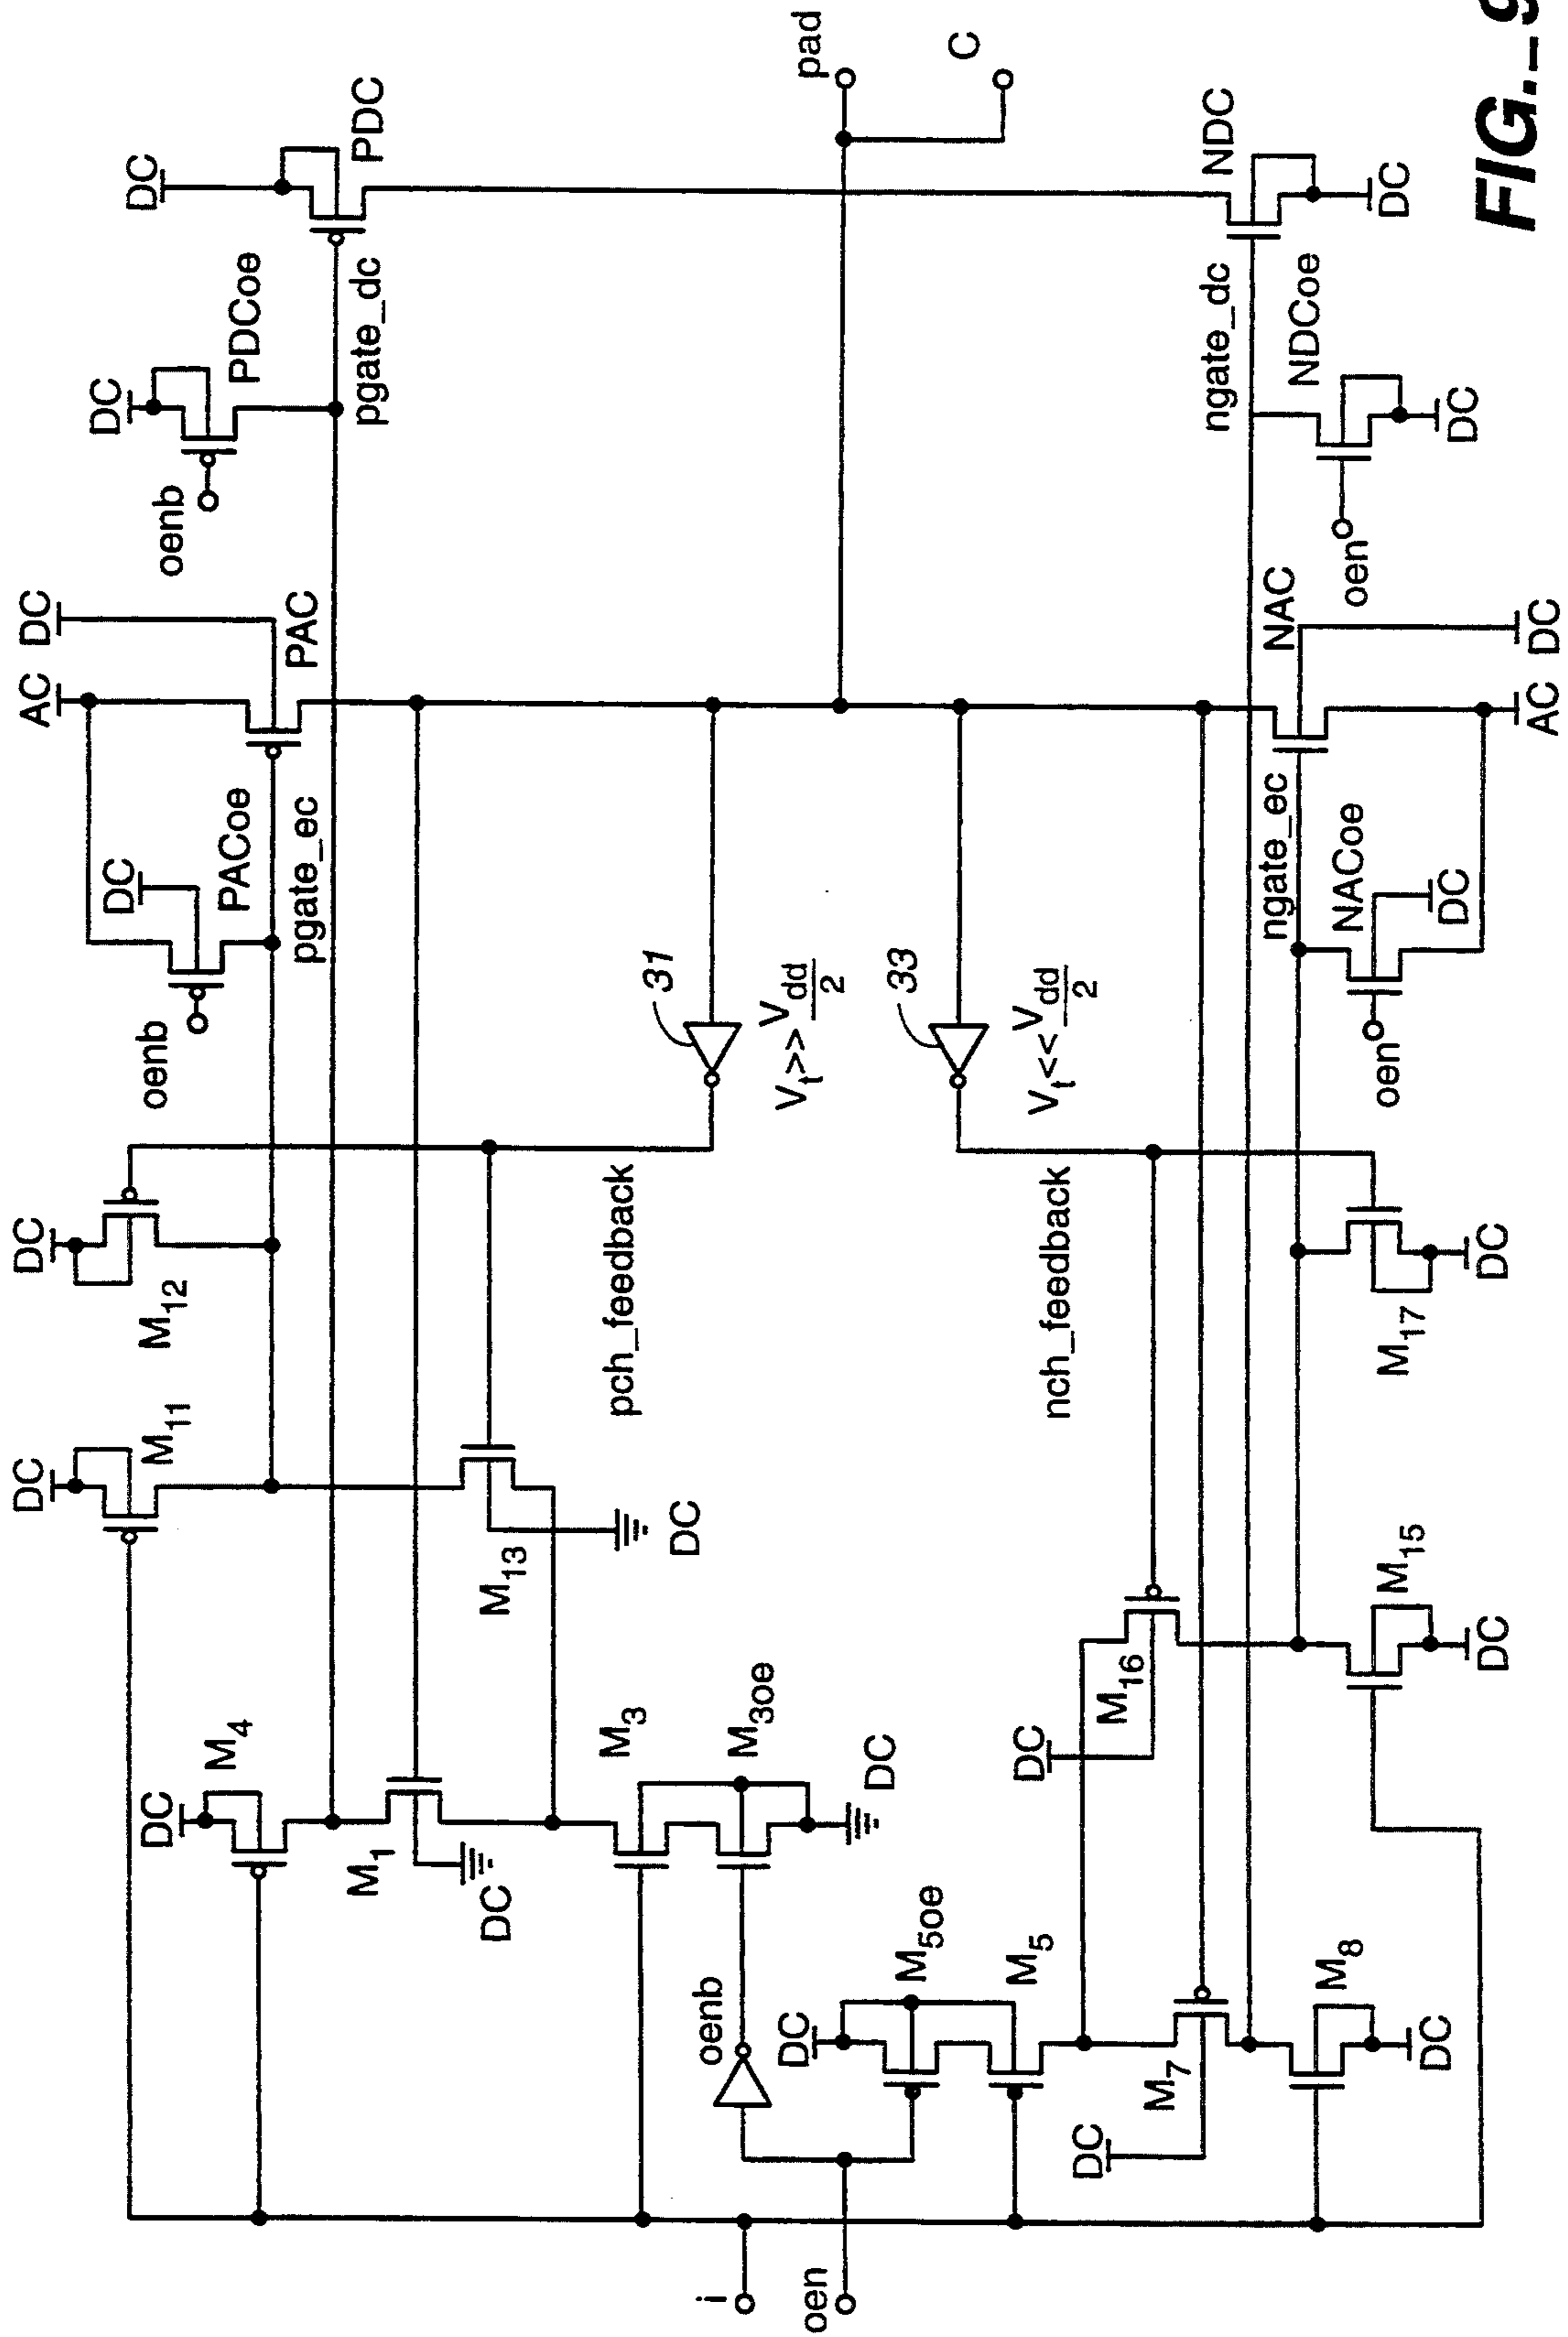 FIG._9
DC
DC
AC
DC
DC
DC
DC
M4
M11
M12
oenb
DC
PACoe
pgate_ec
PAC
oenb
PDCoe
pgate_dc
PDC
M1
DC
M13
DC
pch_feedback
31
Vt>> Vdd/2
pad
C
M3
M3oe
DC
oenb
i
oen
DC
M5oe
M5
DC
M7
M8
DC
DC
M16
M15
DC
nch_feedback
33
Vt<< Vdd/2
M17
DC
ngate_ec
NACoe
oen
DC
NAC
AC
DC
ngate_dc
NDCoe
oen
DC
NDC
DC